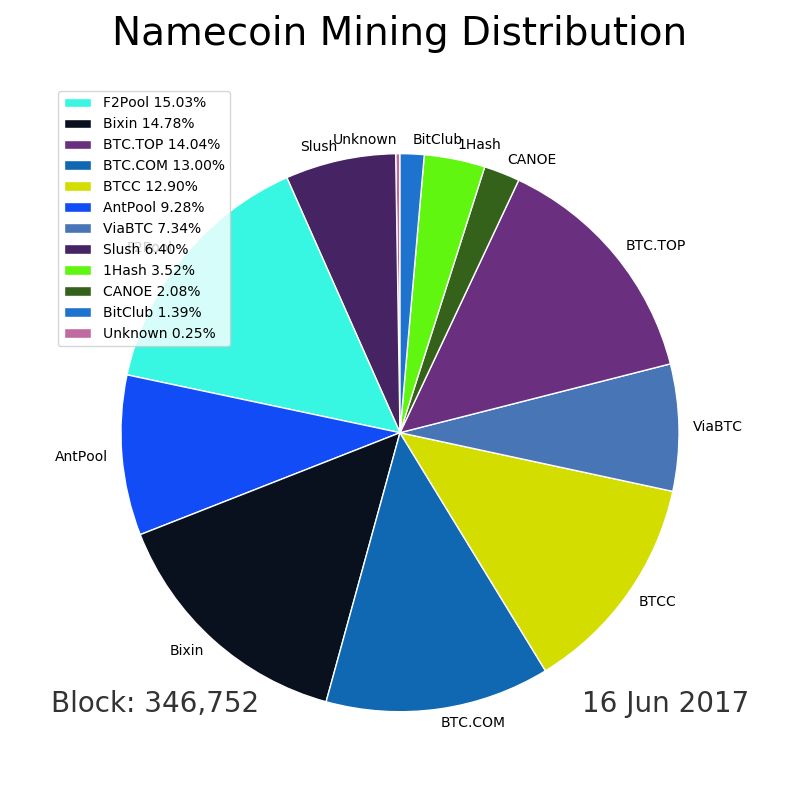 Namecoin Mining Distribution
F2Pool 15.03%
Bixin 14.78%
BTC.TOP 14.04%
BTC.COM 13.00%
BTCC 12.90%
AntPool 9.28%
ViaBTC 7.34%
Slush 6.40%
1Hash 3.52%
CANOE 2.08%
BitClub 1.39%
Unknown 0.25%
Slush
Unknown
BitClub
1Hash
CANOE
BTC.TOP
ViaBTC
BTCC
BTC.COM
Bixin
AntPool
Block: 346,752
16 Jun 2017